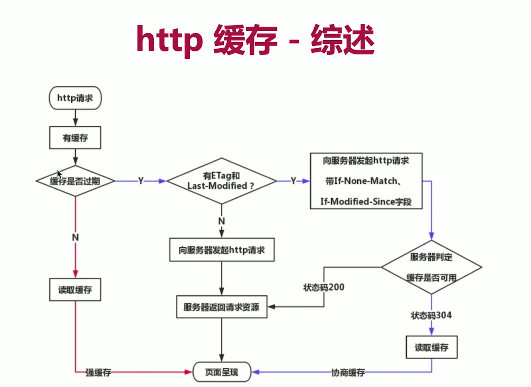 http 缓存 - 综述
http请求
有缓存
缓存是否过期
Y
有ETag和
Last-Modified ?
Y
向服务器发起http请求
带If-None-Match、
If-Modified-Since字段
N
N
向服务器发起http请求
服务器判定
缓存是否可用
读取缓存
服务器返回请求资源
状态码200
状态码304
读取缓存
强缓存
页面呈现
协商缓存